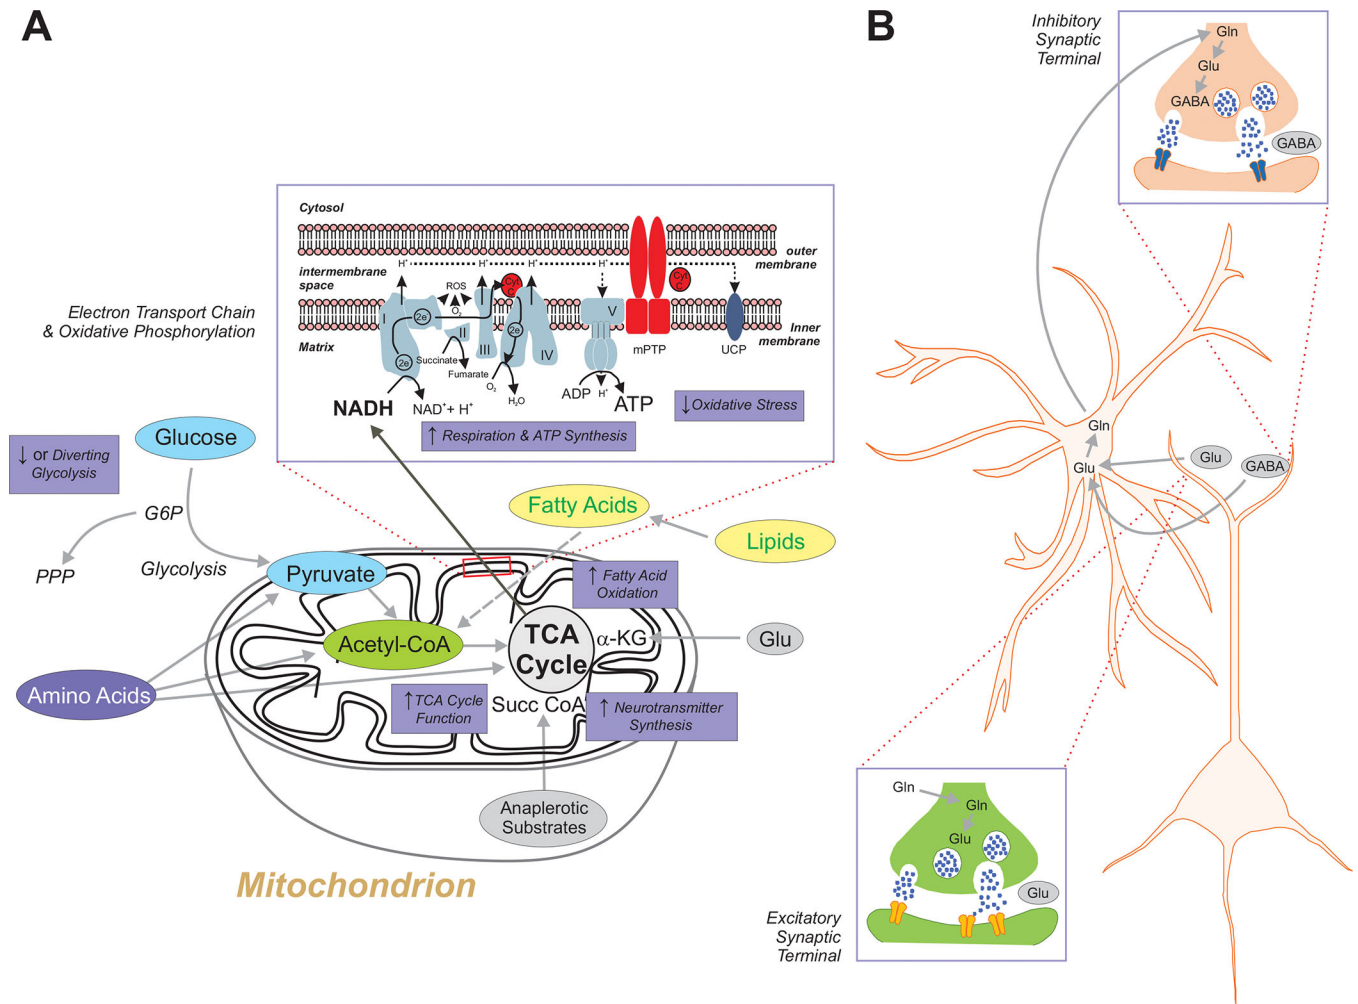 A
Cytosol
outer
membrane
intermembrane
space
H⁺
H⁺
H⁺
H⁺
ROS
O₂
Cyt
C
Cyt
C
I
2e⁻
2e⁻
II
III
2e⁻
IV
V
Inner
membrane
Matrix
mPTP
UCP
Succinate
Fumarate
O₂
H₂O
ADP
H⁺
ATP
NADH
NAD⁺+ H⁺
↓Oxidative Stress
↑ Respiration & ATP Synthesis
Electron Transport Chain
& Oxidative Phosphorylation
↓ or Diverting
Glycolysis
Glucose
G6P
PPP
Glycolysis
Fatty Acids
Lipids
Pyruvate
↑ Fatty Acid
Oxidation
Acetyl-CoA
TCA
Cycle
α-KG
Glu
Amino Acids
↑TCA Cycle
Function
Succ CoA
↑ Neurotransmitter
Synthesis
Anaplerotic
Substrates
Mitochondrion
B
Inhibitory
Synaptic
Terminal
Gln
Glu
GABA
GABA
Gln
Glu
Glu
GABA
Gln
Gln
Glu
Glu
Excitatory
Synaptic
Terminal